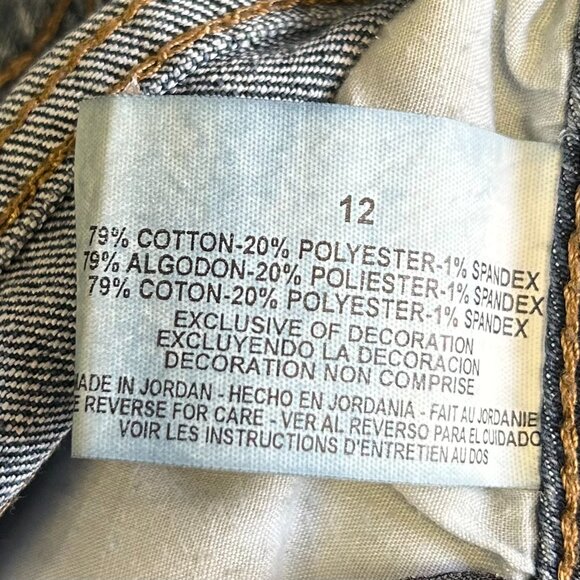 12
79% COTTON-20% POLYESTER-1% SPANDEX
79% ALGODON-20% POLIESTER-1% SPANDEX
79% COTON-20% POLYESTER-1% SPANDEX
EXCLUSIVE OF DECORATION
EXCLUYENDO LA DECORACION
DECORATION NON COMPRISE
MADE IN JORDAN - HECHO EN JORDANIA - FAIT AU JORDANIE
E REVERSE FOR CARE - VER AL REVERSO PARA EL CUIDADO
VOIR LES INSTRUCTIONS D'ENTRETIEN AU DOS